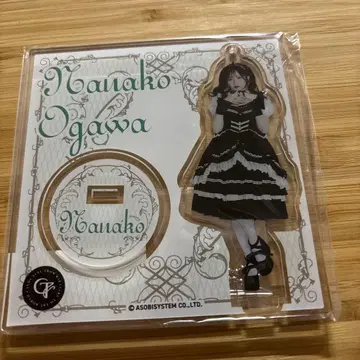 Nanako
Ogawa
Nanako
© ASOBISYSTEM CO.,LTD.